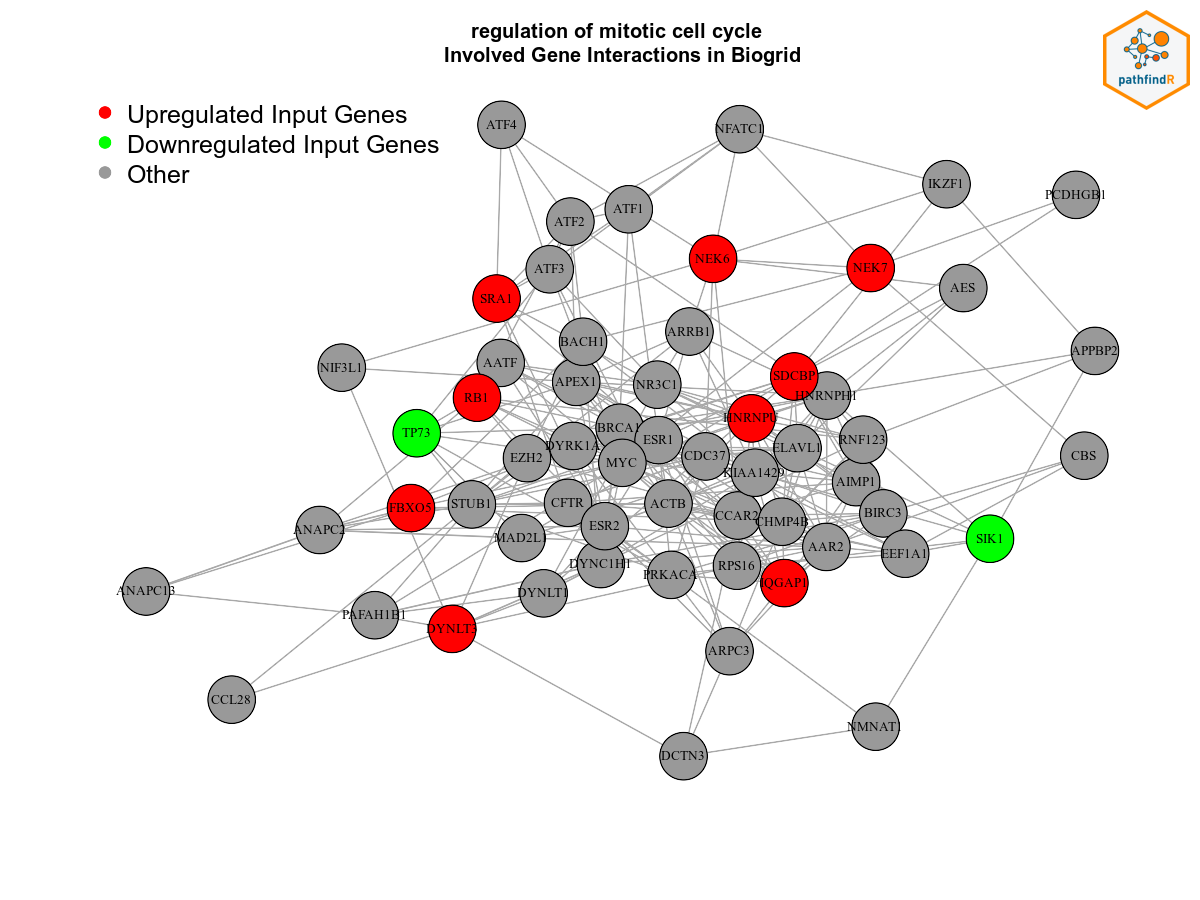 regulation of mitotic cell cycle
Involved Gene Interactions in Biogrid
pathfindR
Upregulated Input Genes
Downregulated Input Genes
Other
ATF4
NFATC1
IKZF1
PCDHGB1
ATF1
ATF2
NEK6
NEK7
ATF3
AES
SRA1
ARRB1
BACH1
APPBP2
AATF
NIF3L1
SDCBP
APEX1
NR3C1
HNRNPH1
RB1
HNRNPU
BRCA1
TP73
ESR1
RNF123
DYRK1A
ELAVL1
CDC37
CBS
EZH2
MYC
KIAA1429
AIMP1
STUB1
CFTR
ACTB
FBXO5
BIRC3
CCAR2
CHMP4B
ESR2
ANAPC2
MAD2L1
SIK1
AAR2
EEF1A1
DYNC1H1
RPS16
PRKACA
IQGAP1
ANAPC13
DYNLT1
PAFAH1B1
DYNLT3
ARPC3
CCL28
NMNAT1
DCTN3